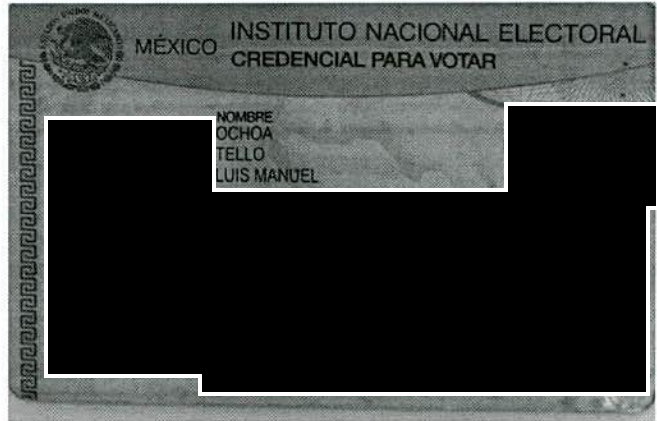 MÉXICO
INSTITUTO NACIONAL ELECTORAL
CREDENCIAL PARA VOTAR
NOMBRE
OCHOA
TELLO
LUIS MANUEL